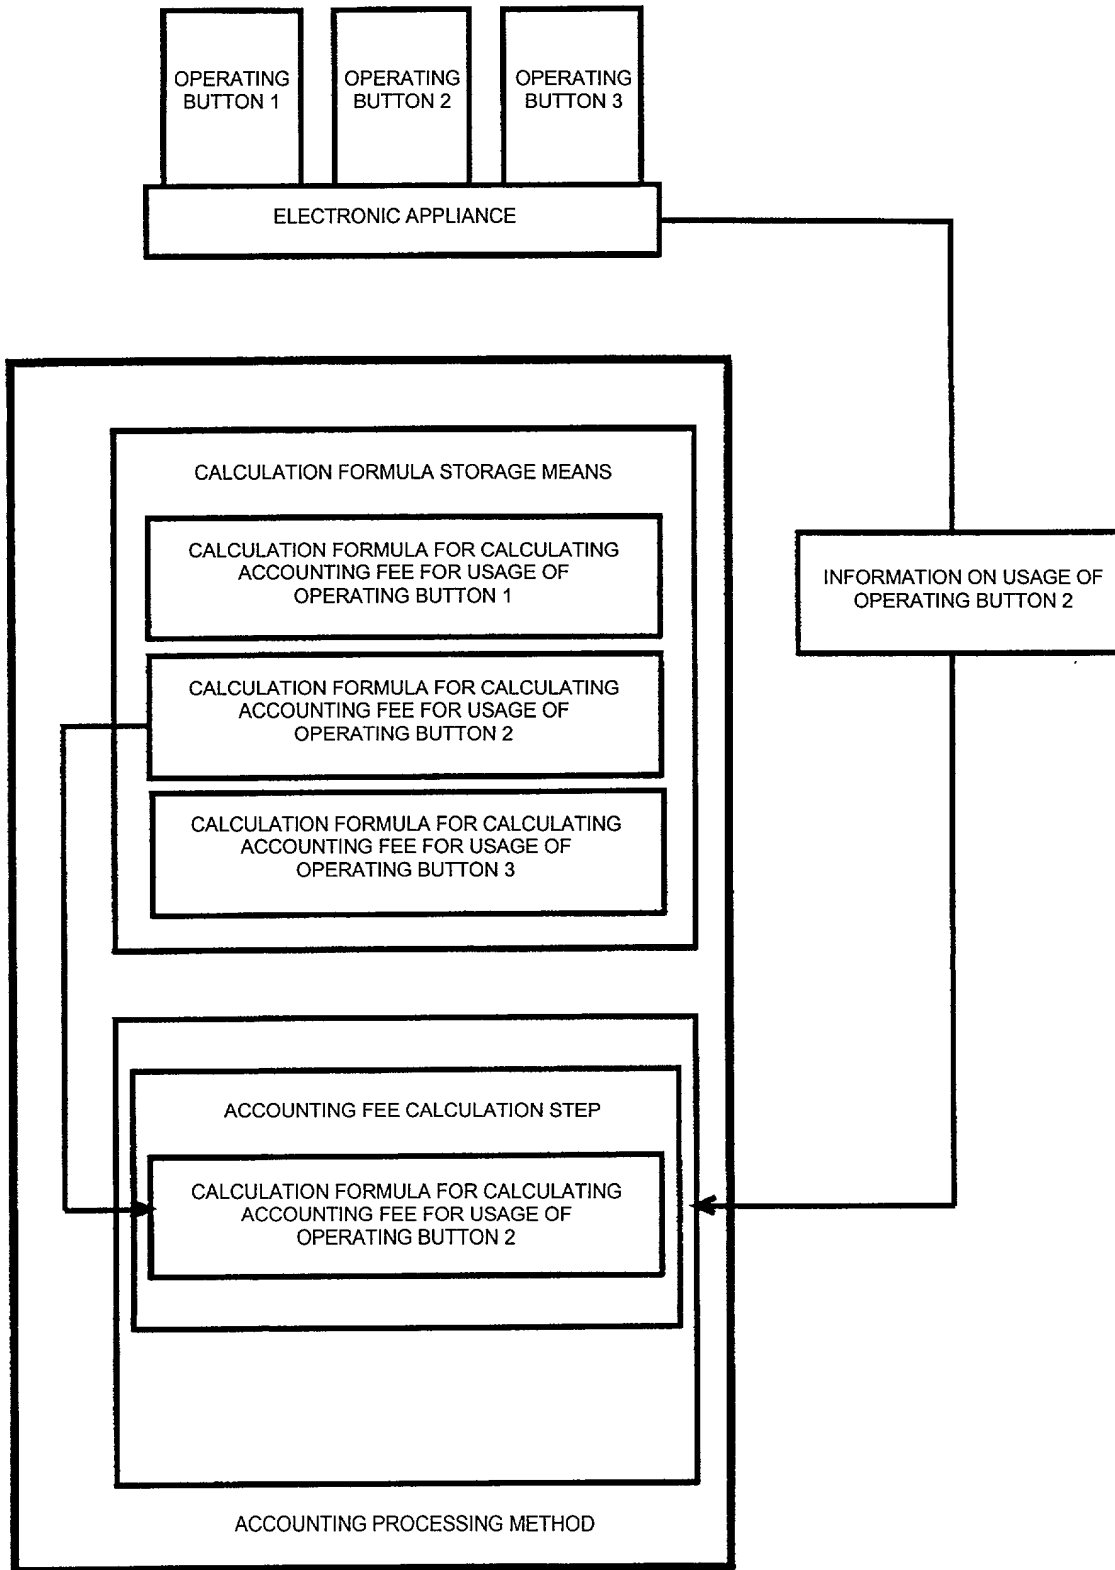 OPERATING
BUTTON 1
OPERATING
BUTTON 2
OPERATING
BUTTON 3
ELECTRONIC APPLIANCE
CALCULATION FORMULA STORAGE MEANS
CALCULATION FORMULA FOR CALCULATING
ACCOUNTING FEE FOR USAGE OF
OPERATING BUTTON 1
CALCULATION FORMULA FOR CALCULATING
ACCOUNTING FEE FOR USAGE OF
OPERATING BUTTON 2
CALCULATION FORMULA FOR CALCULATING
ACCOUNTING FEE FOR USAGE OF
OPERATING BUTTON 3
INFORMATION ON USAGE OF
OPERATING BUTTON 2
ACCOUNTING FEE CALCULATION STEP
CALCULATION FORMULA FOR CALCULATING
ACCOUNTING FEE FOR USAGE OF
OPERATING BUTTON 2
ACCOUNTING PROCESSING METHOD